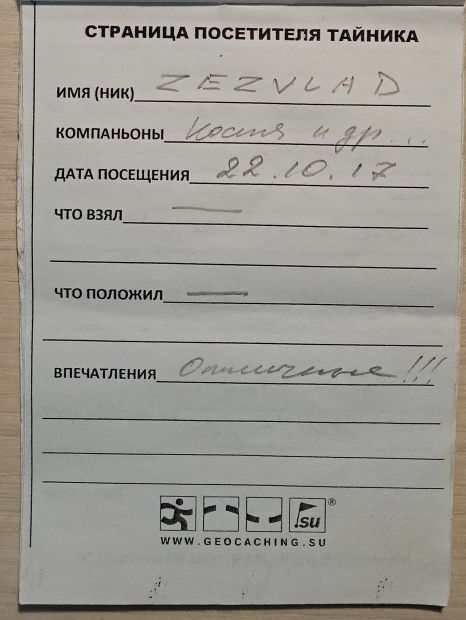 СТРАНИЦА ПОСЕТИТЕЛЯ ТАЙНИКА
ИМЯ (НИК) ZEZVLAD
КОМПАНЬОНЫ Костя и др...
ДАТА ПОСЕЩЕНИЯ 22.10.17
ЧТО ВЗЯЛ —
ЧТО ПОЛОЖИЛ —
ВПЕЧАТЛЕНИЯ Отличные!!!
.su®
WWW.GEOCACHING.SU